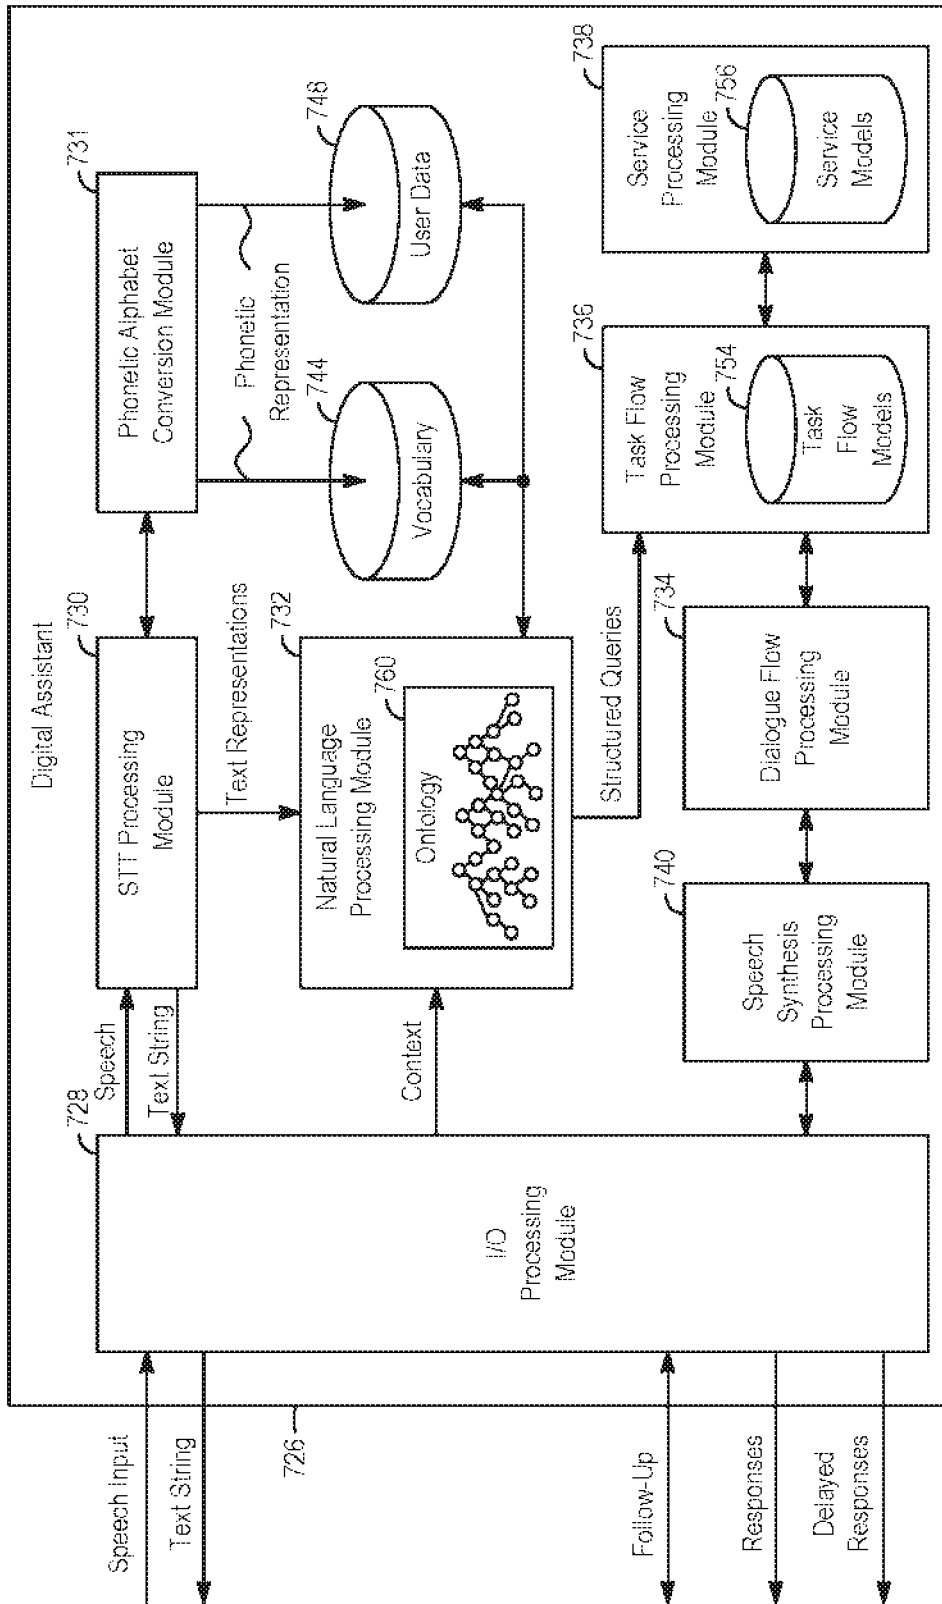 Digital Assistant
Speech Input
Text String
726
Follow-Up
Responses
Delayed
Responses
728
I/O
Processing
Module
Speech
Text String
Context
730
STT Processing
Module
Text Representations
731
Phonetic Alphabet
Conversion Module
Phonetic
Representation
744
Vocabulary
748
User Data
732
Natural Language
Processing Module
760
Ontology
Structured Queries
740
Speech
Synthesis
Processing
Module
734
Dialogue Flow
Processing
Module
736
Task Flow
Processing
Module
754
Task
Flow
Models
738
Service
Processing
Module
756
Service
Models